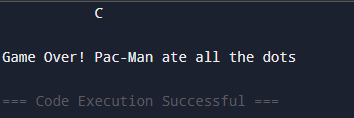 C
Game Over! Pac-Man ate all the dots
=== Code Execution Successful ===